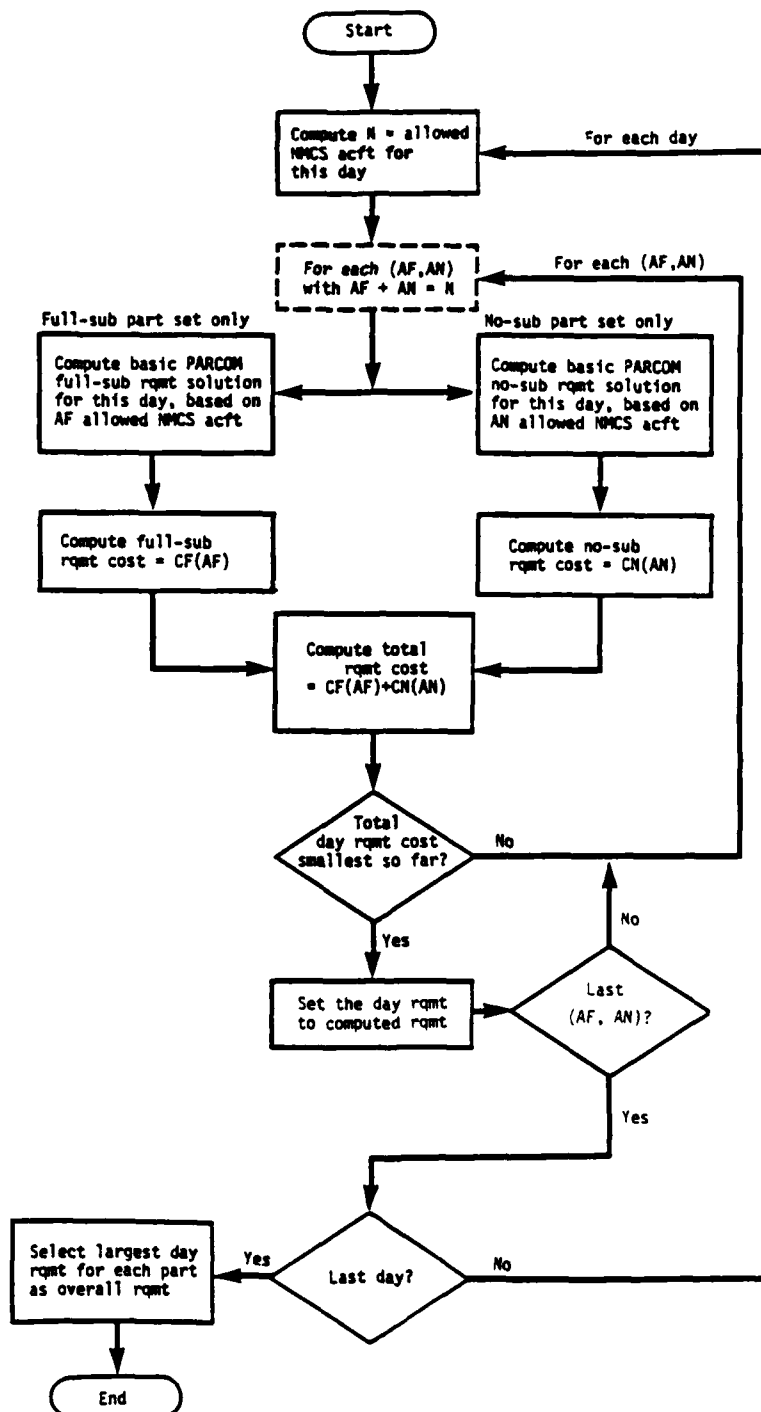 Start
Compute N = allowed
NMCS acft for
this day
For each day
For each (AF,AN)
with AF + AN = N
For each (AF,AN)
Full-sub part set only
No-sub part set only
Compute basic PARCOM
full-sub rqmt solution
for this day, based on
AF allowed NMCS acft
Compute basic PARCOM
no-sub rqmt solution
for this day, based on
AN allowed NMCS acft
Compute full-sub
rqmt cost = CF(AF)
Compute no-sub
rqmt cost = CN(AN)
Compute total
rqmt cost
= CF(AF)+CN(AN)
Total
day rqmt cost
smallest so far?
No
Yes
No
Set the day rqmt
to computed rqmt
Last
(AF, AN)?
Yes
Select largest day
rqmt for each part
as overall rqmt
Yes
Last day?
No
End